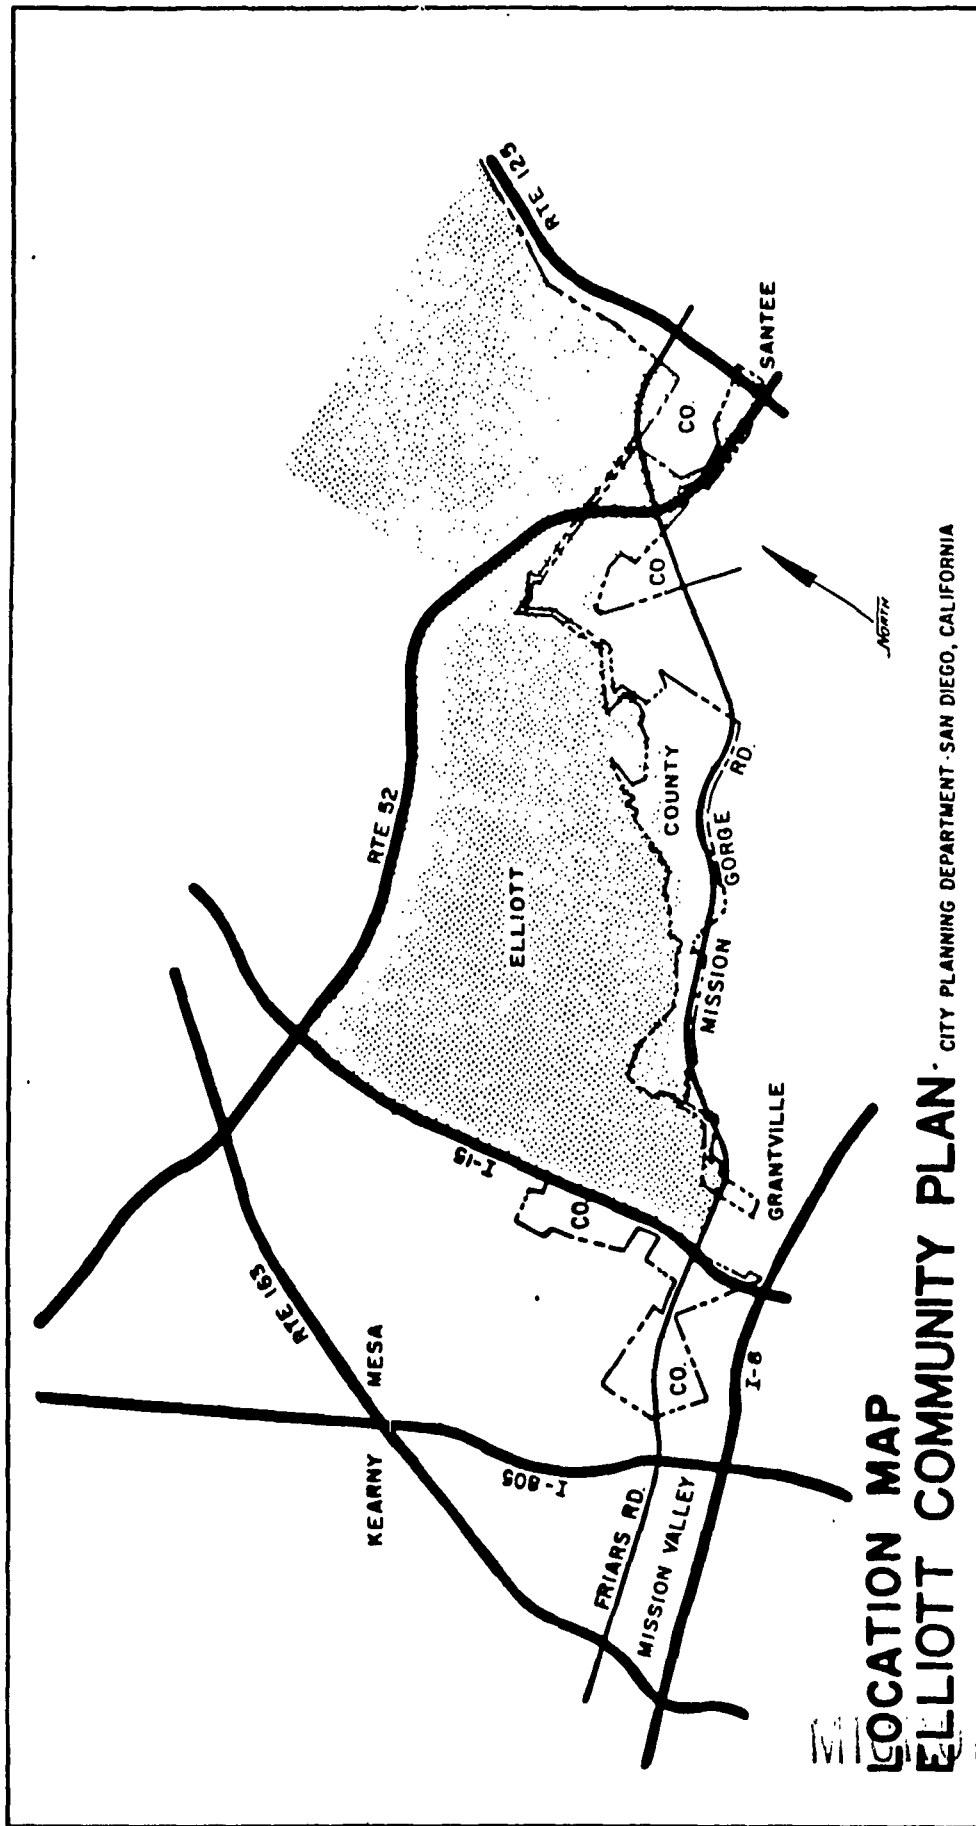 RTE 125
SANTEE
CO.
CO
RTE 52
ELLIOTT
COUNTY
MISSION
GORGE
RD.
NORTH
I-15
CO.
GRANTVILLE
RTE 163
KEARNY
MESA
I-805
CO.
I-8
FRIARS RD.
MISSION VALLEY
LOCATION MAP
ELLIOTT COMMUNITY PLAN · CITY PLANNING DEPARTMENT·SAN DIEGO, CALIFORNIA